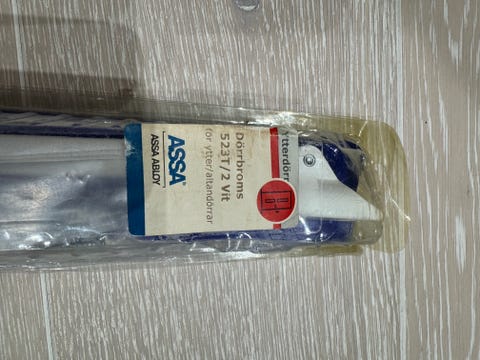 Ytterdörr
Dörrbroms
523T/2 Vit
för ytter/altandörrar
ASSA®
ASSA ABLOY